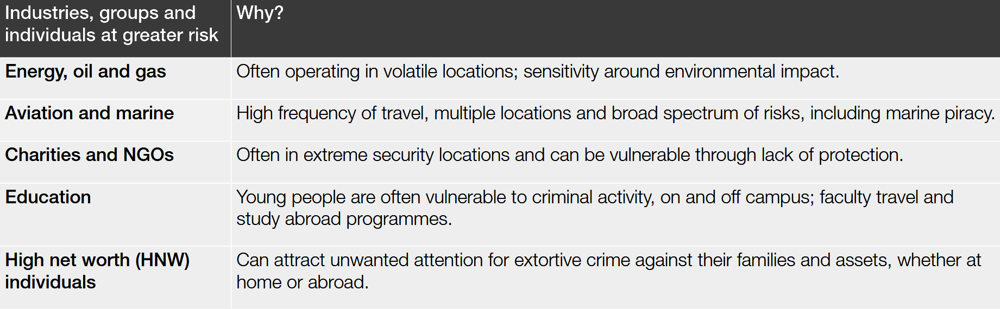 Industries, groups and
individuals at greater risk
Why?
Energy, oil and gas
Often operating in volatile locations; sensitivity around environmental impact.
Aviation and marine
High frequency of travel, multiple locations and broad spectrum of risks, including marine piracy.
Charities and NGOs
Often in extreme security locations and can be vulnerable through lack of protection.
Education
Young people are often vulnerable to criminal activity, on and off campus; faculty travel and
study abroad programmes.
High net worth (HNW)
individuals
Can attract unwanted attention for extortive crime against their families and assets, whether at
home or abroad.